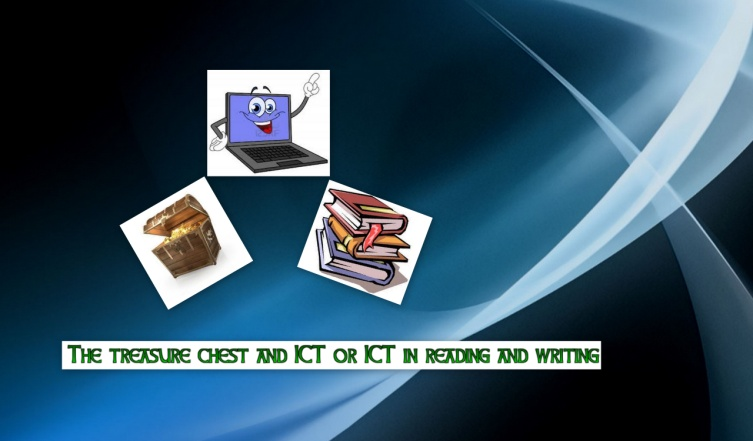 The treasure chest and ICT or ICT in reading and writing